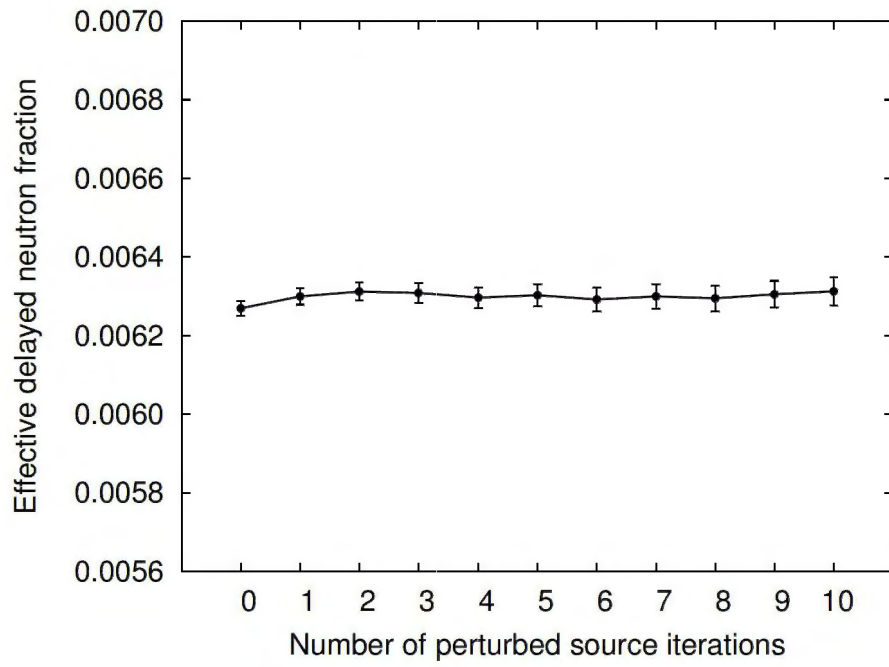 0.0070
0.0068
0.0066
0.0064
0.0062
0.0060
0.0058
0.0056
Effective delayed neutron fraction
0 1 2 3 4 5 6 7 8 9 10
Number of perturbed source iterations